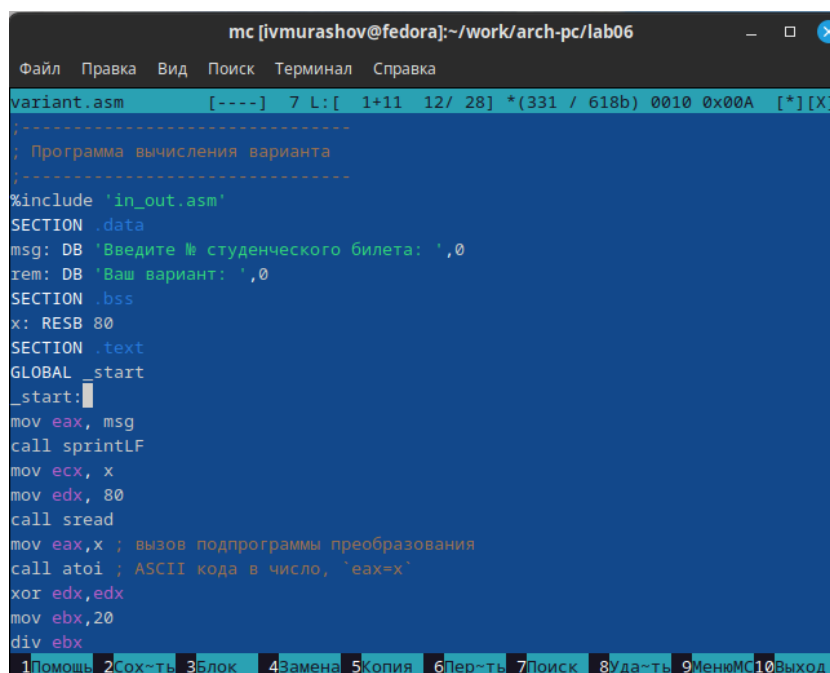 mc [ivmurashov@fedora]:~/work/arch-pc/lab06
Файл Правка Вид Поиск Терминал Справка
variant.asm [----] 7 L:[ 1+11 12/ 28] *(331 / 618b) 0010 0x00A [*][X]
;--------------------------------
; Программа вычисления варианта
;--------------------------------
%include 'in_out.asm'
SECTION .data
msg: DB 'Введите № студенческого билета: ',0
rem: DB 'Ваш вариант: ',0
SECTION .bss
x: RESB 80
SECTION .text
GLOBAL _start
_start:
mov eax, msg
call sprintLF
mov ecx, x
mov edx, 80
call sread
mov eax,x ; вызов подпрограммы преобразования
call atoi ; ASCII кода в число, `eax=x`
xor edx,edx
mov ebx,20
div ebx
1Помощь 2Сох~ть 3Блок 4Замена 5Копия 6Пер~ть 7Поиск 8Уда~ть 9МенюMC 10Выход